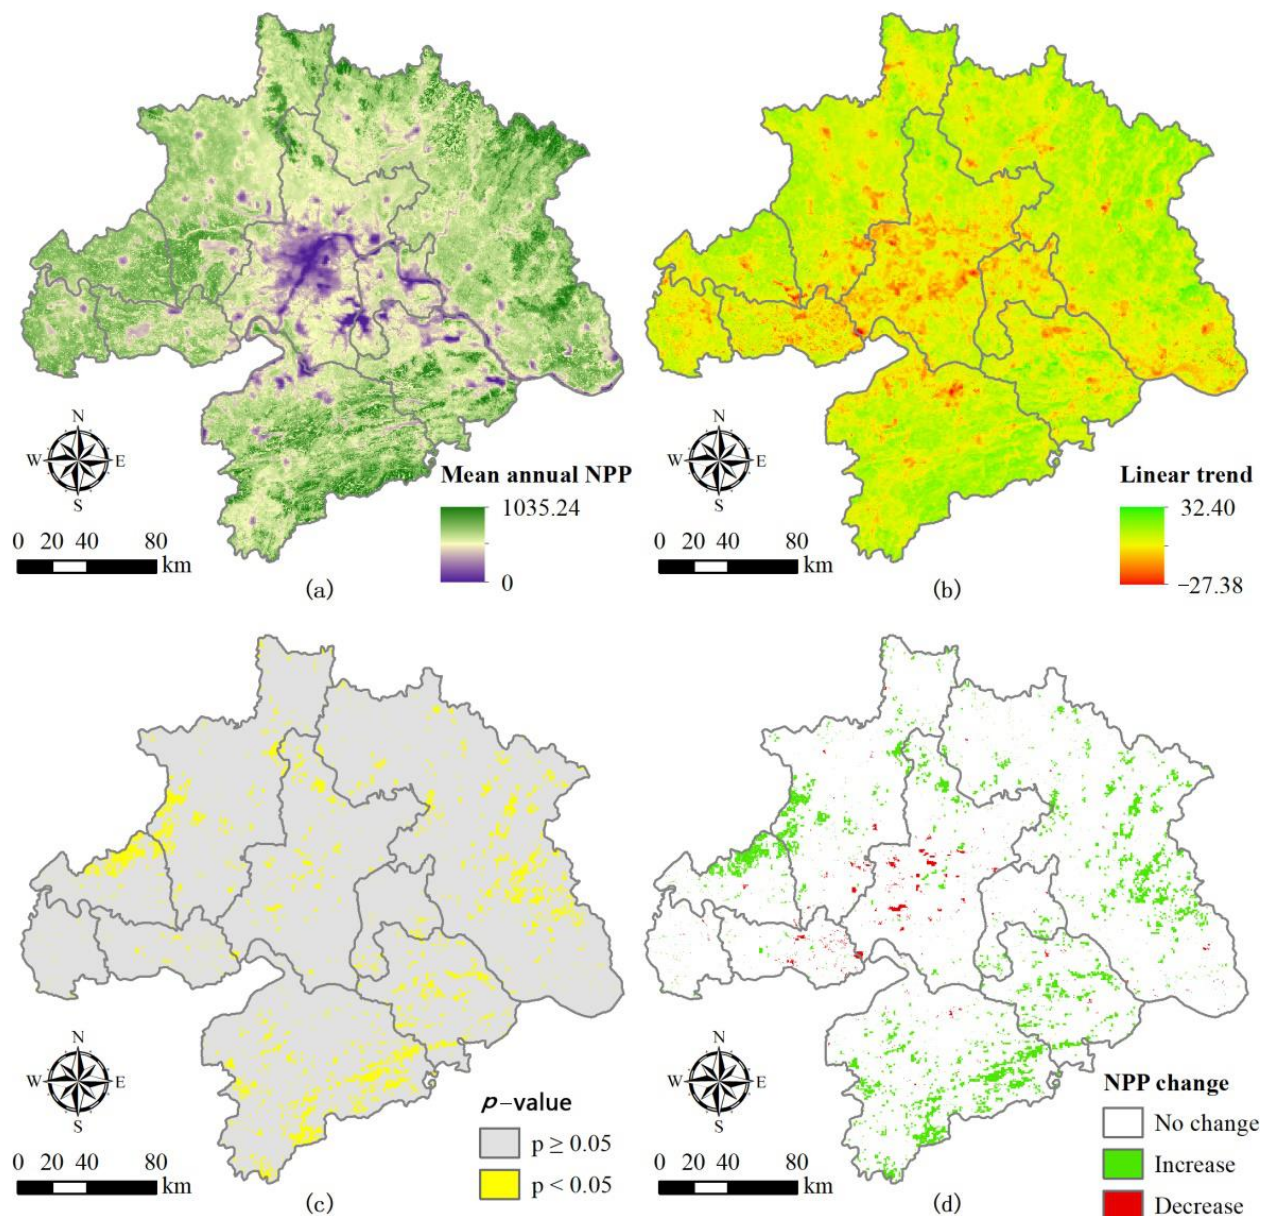 N
W E
S
Mean annual NPP
1035.24
0
0 20 40 80
km
(a)
N
W E
S
Linear trend
32.40
−27.38
0 20 40 80
km
(b)
N
W E
S
p-value
p ≥ 0.05
p < 0.05
0 20 40 80
km
(c)
N
W E
S
NPP change
No change
Increase
Decrease
0 20 40 80
km
(d)